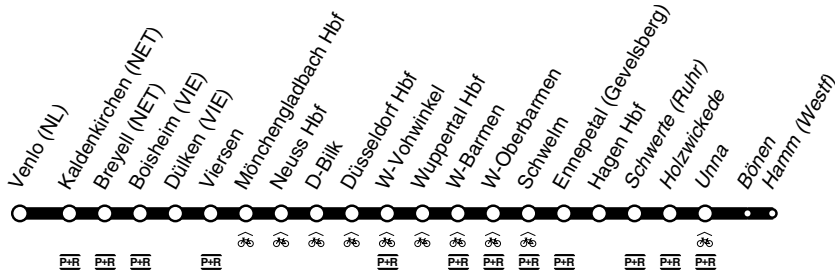 Venlo (NL)
Kaldenkirchen (NET)
Breyell (NET)
Boisheim (VIE)
Dülken (VIE)
Viersen
Mönchengladbach Hbf
Neuss Hbf
D-Bilk
Düsseldorf Hbf
W-Vohwinkel
Wuppertal Hbf
W-Barmen
W-Oberbarmen
Schwelm
Ennepetal (Gevelsberg)
Hagen Hbf
Schwerte (Ruhr)
Holzwickede
Unna
Bönen
Hamm (Westf)
P+R P+R P+R P+R P+R P+R P+R P+R P+R P+R P+R P+R